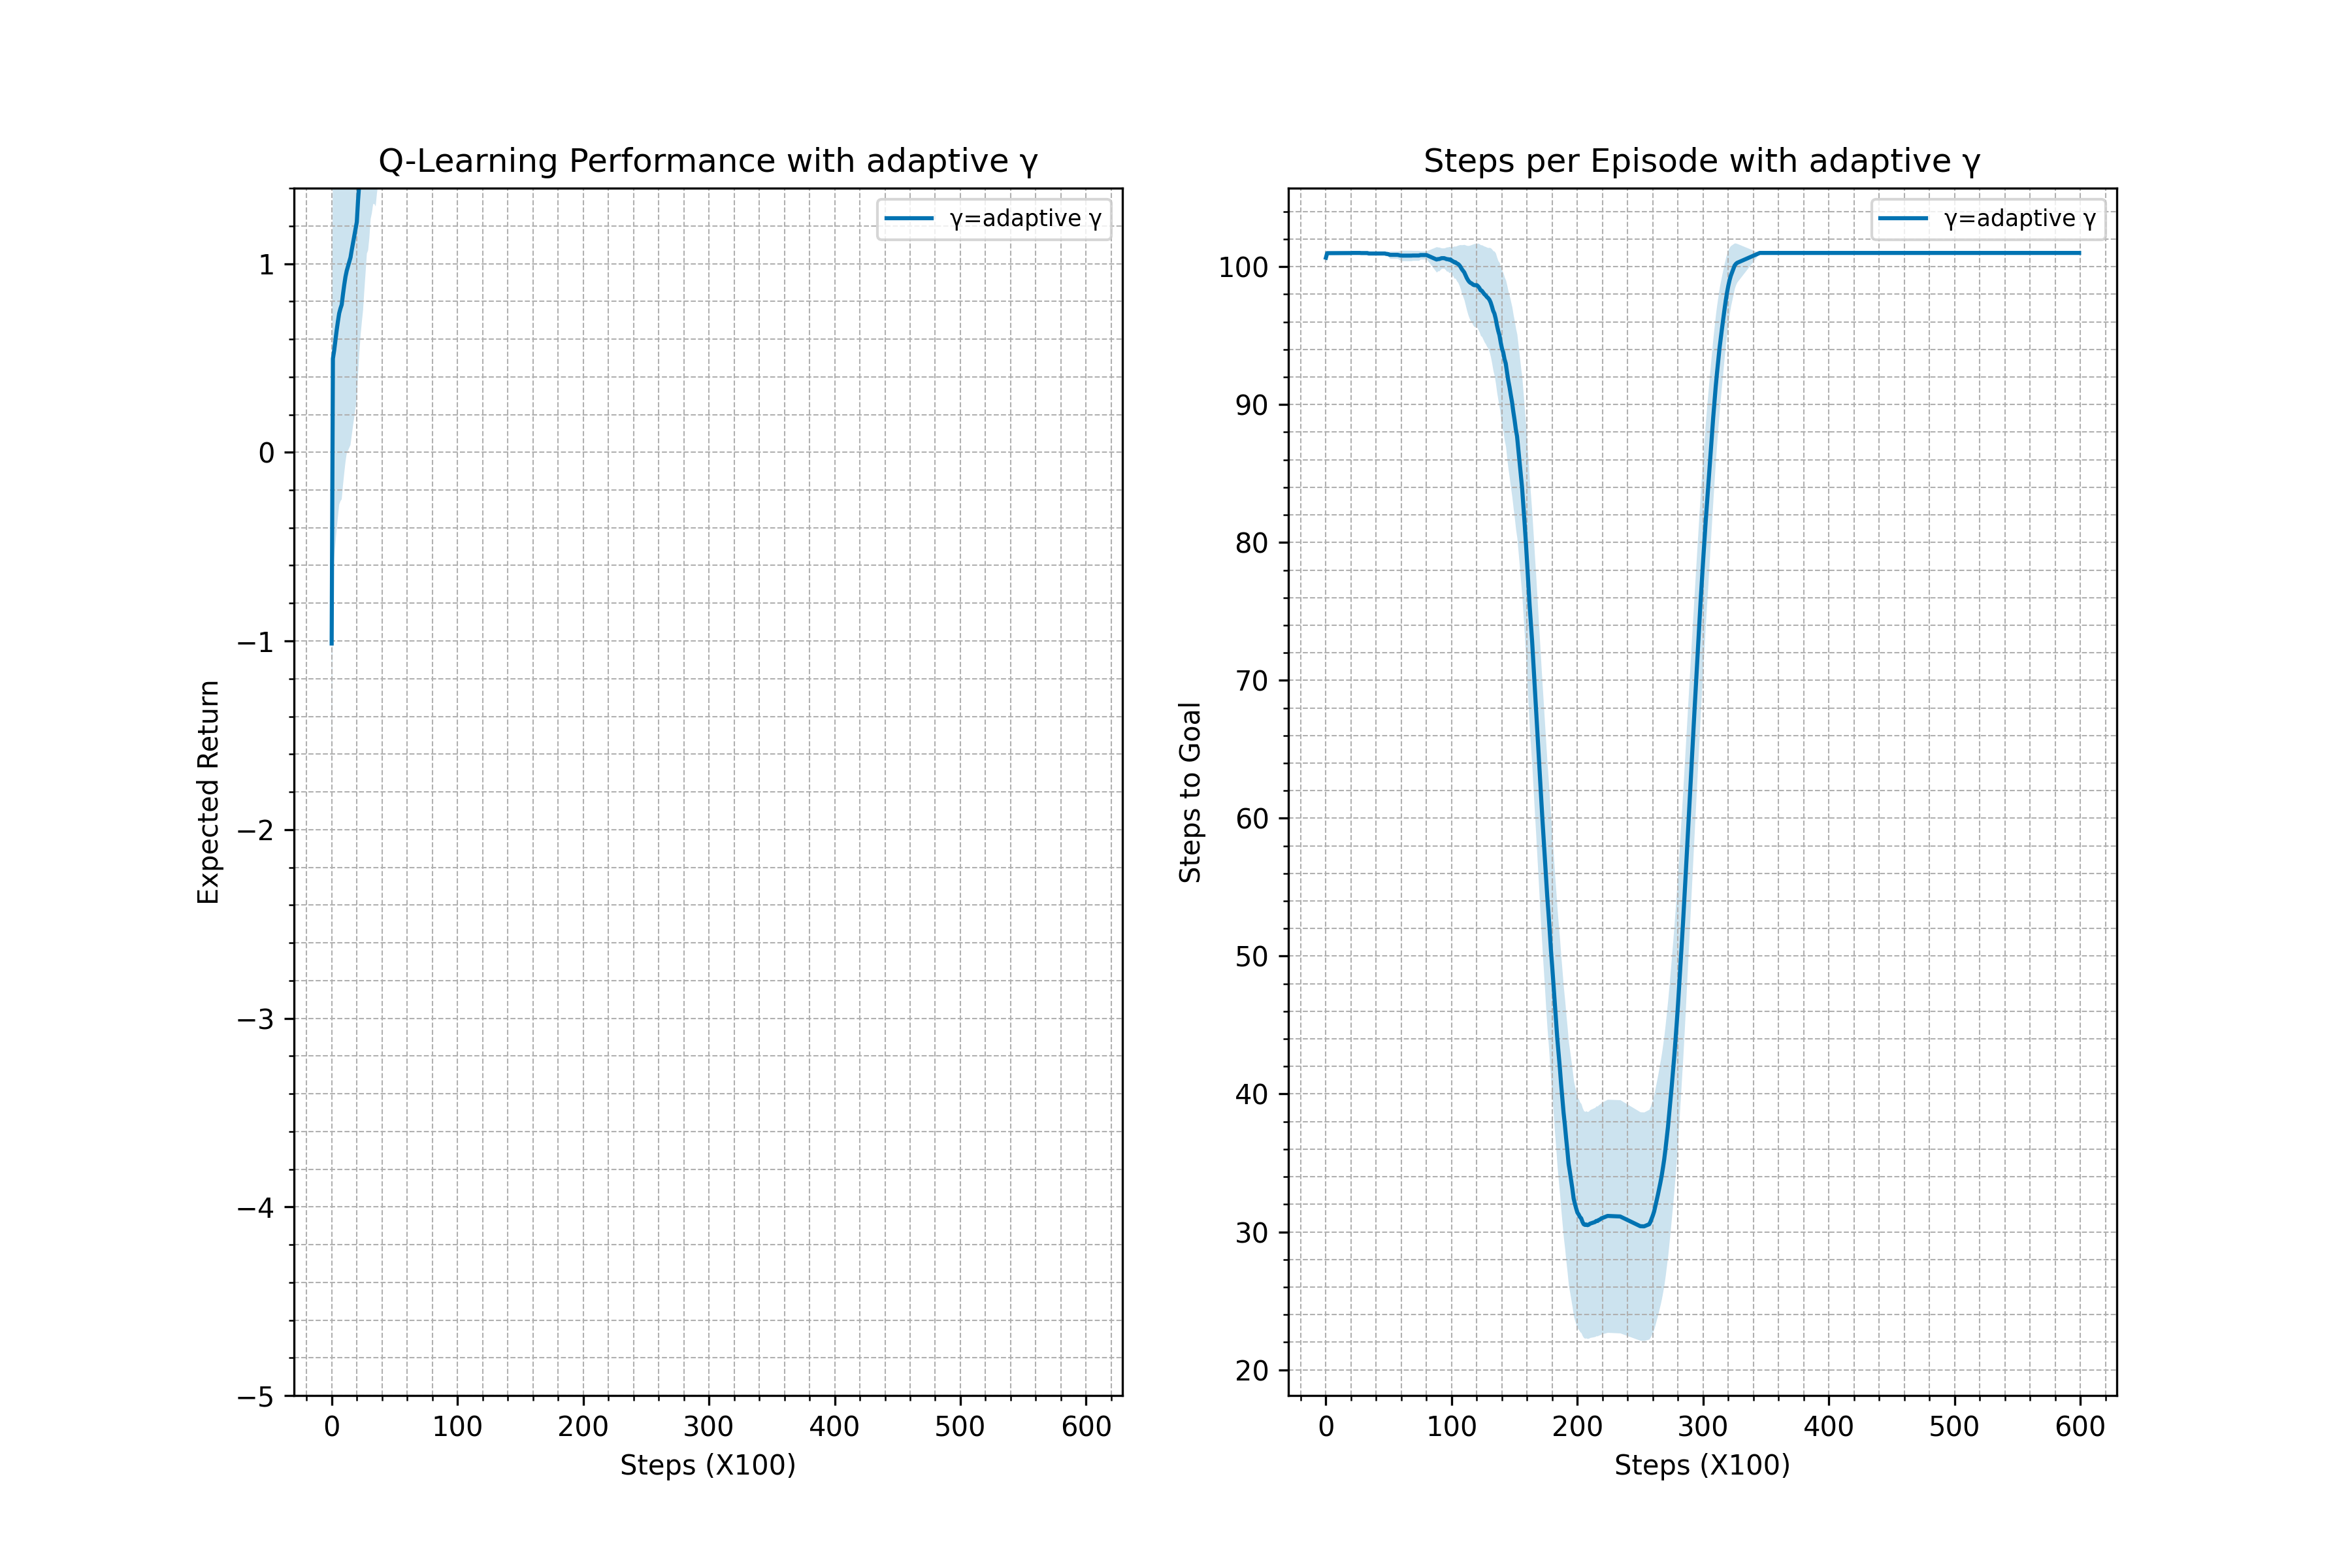 Q-Learning Performance with adaptive γ
γ=adaptive γ
1
0
−1
−2
−3
−4
−5
Expected Return
0 100 200 300 400 500 600
Steps (X100)
Steps per Episode with adaptive γ
γ=adaptive γ
100
90
80
70
60
50
40
30
20
Steps to Goal
0 100 200 300 400 500 600
Steps (X100)